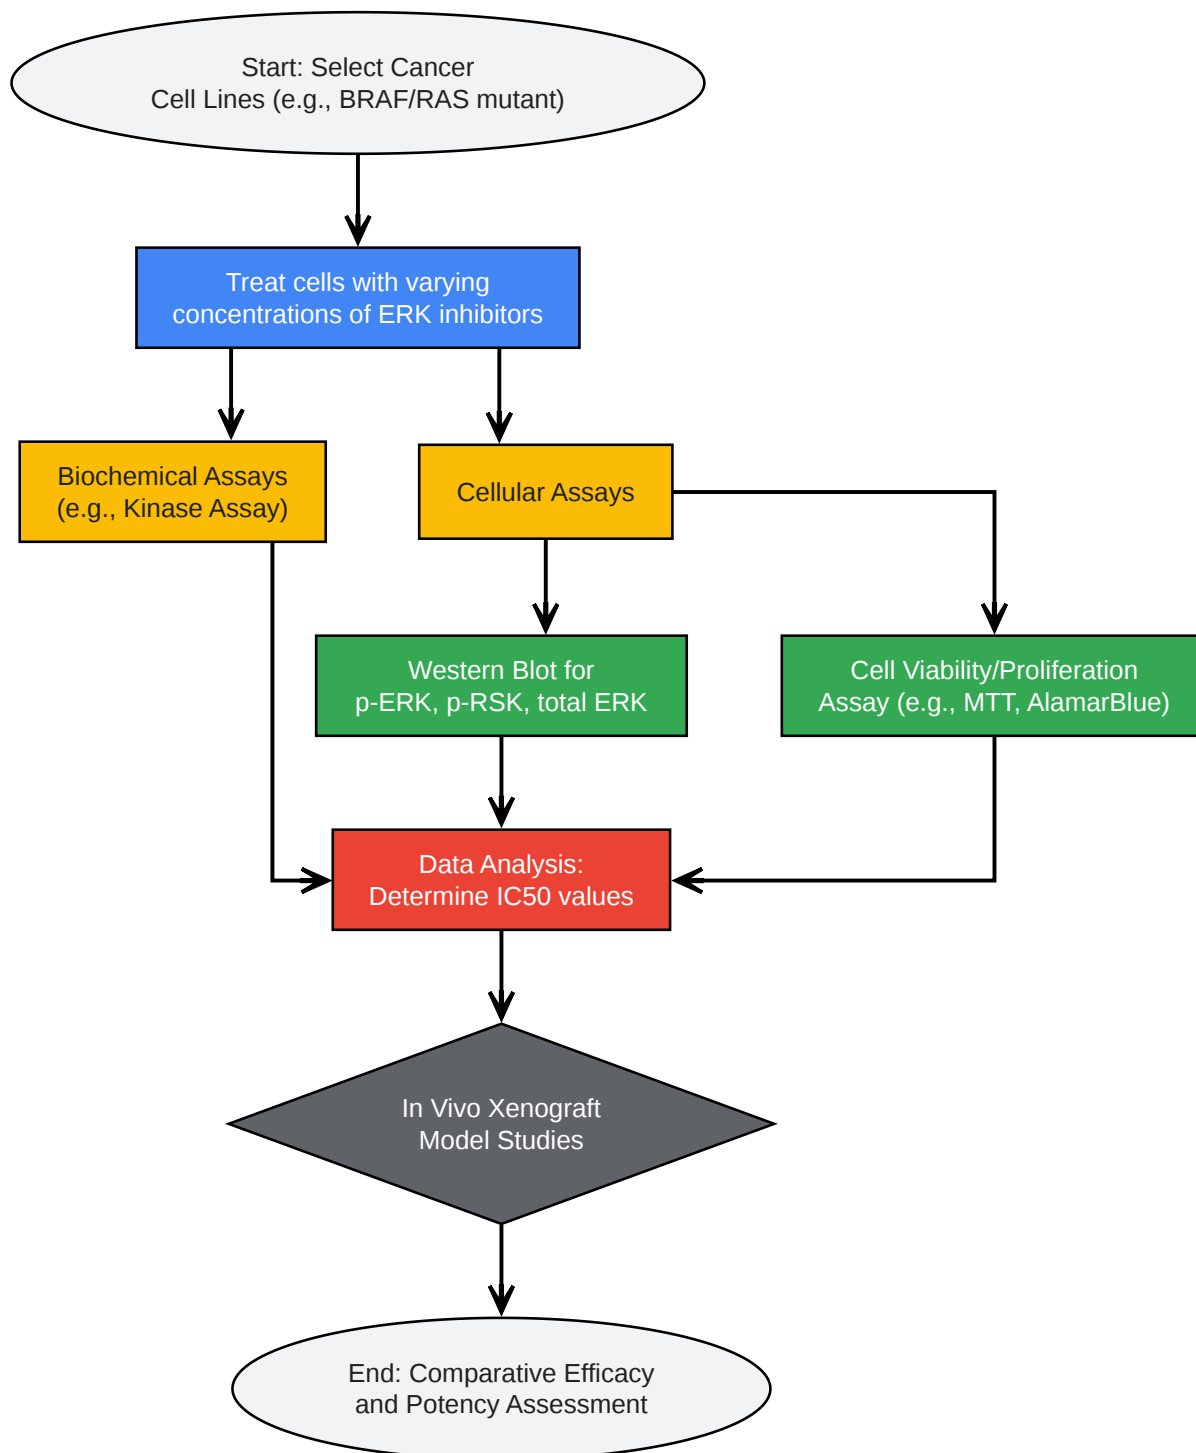 Start: Select Cancer
Cell Lines (e.g., BRAF/RAS mutant)
Treat cells with varying
concentrations of ERK inhibitors
Biochemical Assays
(e.g., Kinase Assay)
Cellular Assays
Western Blot for
p-ERK, p-RSK, total ERK
Cell Viability/Proliferation
Assay (e.g., MTT, AlamarBlue)
Data Analysis:
Determine IC50 values
In Vivo Xenograft
Model Studies
End: Comparative Efficacy
and Potency Assessment